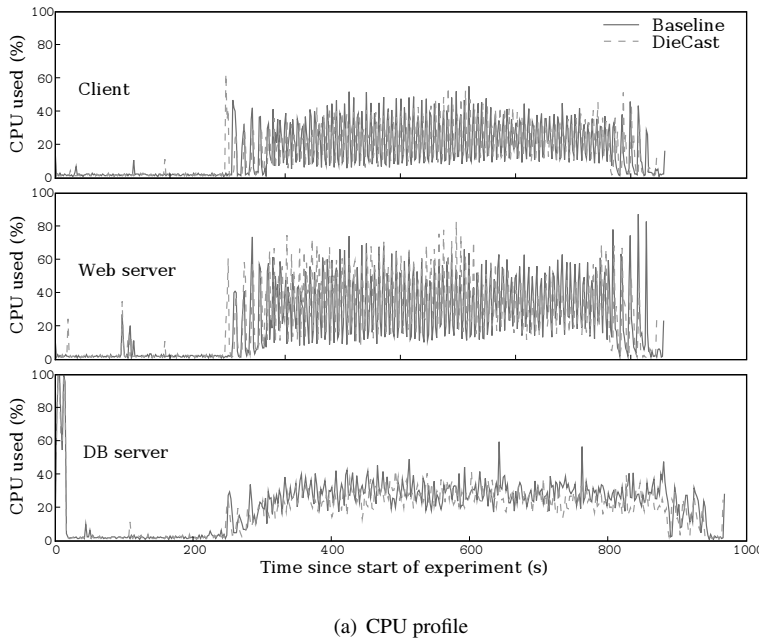 100
80
60
40
20
0
CPU used (%)
Client
Baseline
DieCast
100
80
60
40
20
0
CPU used (%)
Web server
100
80
60
40
20
0
CPU used (%)
DB server
0 200 400 600 800 1000
Time since start of experiment (s)
(a) CPU profile